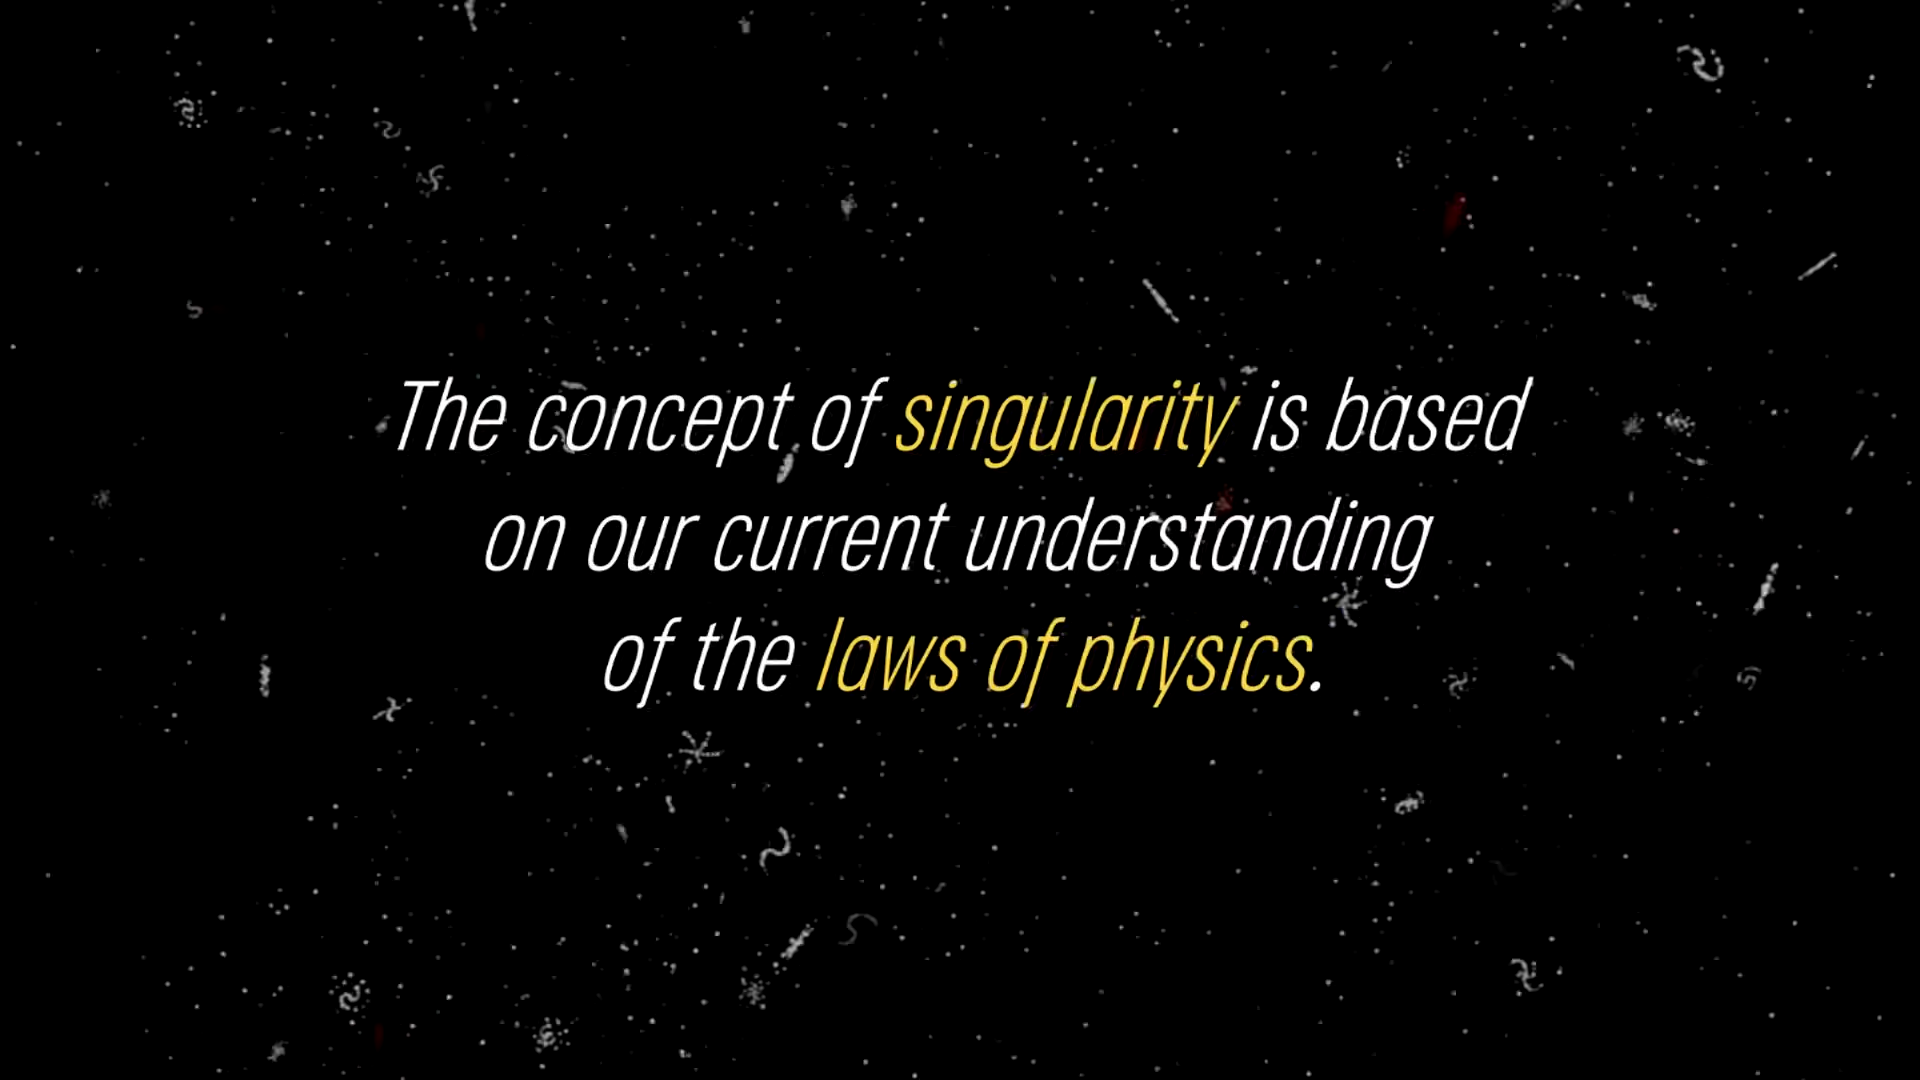 The concept of singularity is based
on our current understanding
of the laws of physics.